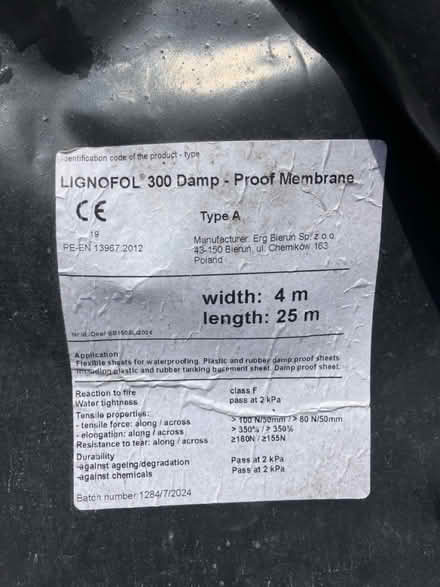 Identification code of the product - type
LIGNOFOL® 300 Damp - Proof Membrane
CE
Type A
19
PE-EN 13967:2012
Manufacturer: Erg Bieruń Sp. z o.o.
43-150 Bieruń, ul. Chemików 163
Poland
width: 4 m
length: 25 m
Application:
Flexible sheets for waterproofing. Plastic and rubber damp proof sheets
including plastic and rubber tanking basement sheet. Damp proof sheet.
Reaction to fire class F
Water tightness pass at 2 kPa
Tensile properties:
- tensile force: along / across > 100 N/50mm / > 80 N/50mm
- elongation: along / across > 350% / > 350%
Resistance to tear: along / across ≥160N / ≥155N
Durability
-against ageing/degradation Pass at 2 kPa
-against chemicals Pass at 2 kPa
Batch number: 1284/7/2024